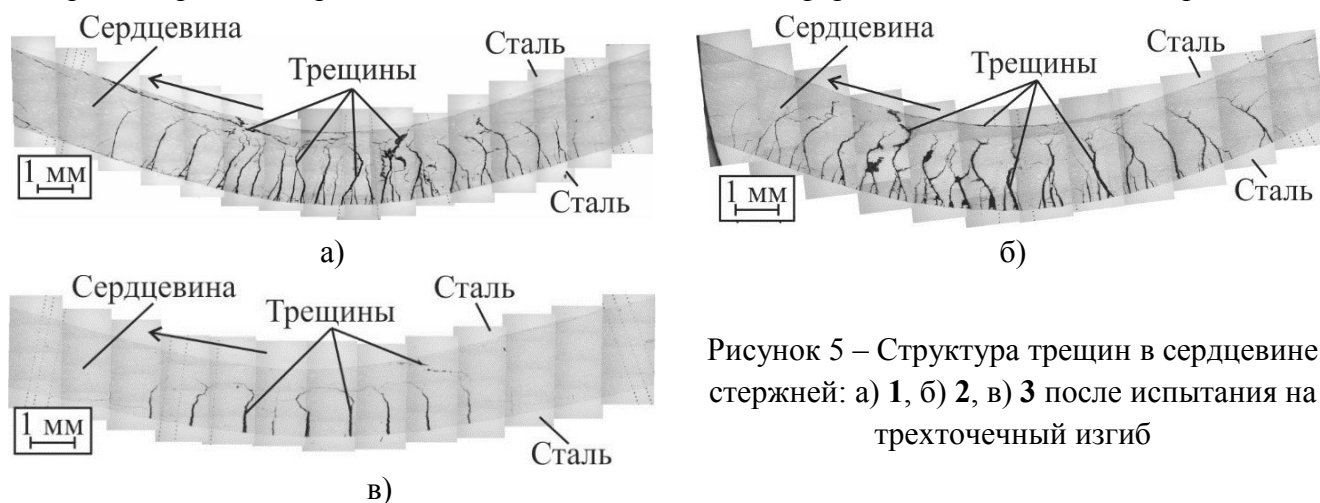 Сердцевина
Сталь
Трещины
1 мм
Сталь
а)
Сердцевина
Сталь
Трещины
1 мм
Сталь
б)
Сердцевина
Сталь
Трещины
1 мм
Сталь
в)
Рисунок 5 – Структура трещин в сердцевине
стержней: а) 1, б) 2, в) 3 после испытания на
трехточечный изгиб